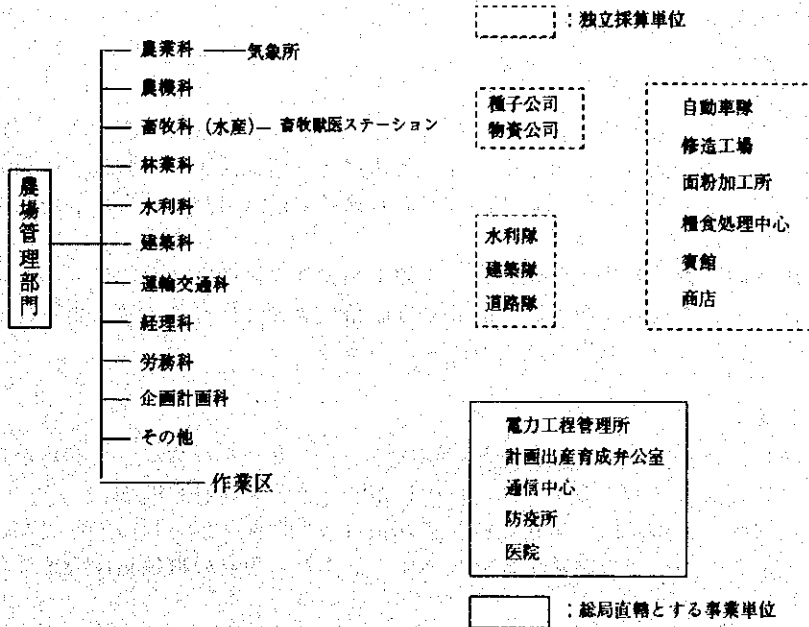 ：独立採算単位
農場管理部門
農業科
気象所
農機科
畜牧科（水産）
畜牧獣医ステーション
林業科
水利科
建築科
運輸交通科
経理科
労務科
企画計画科
その他
作業区
種子公司
物資公司
水利隊
建築隊
道路隊
自動車隊
修造工場
面粉加工所
糧食処理中心
賓館
商店
電力工程管理所
計画出産育成弁公室
通信中心
防疫所
医院
：総局直轄とする事業単位